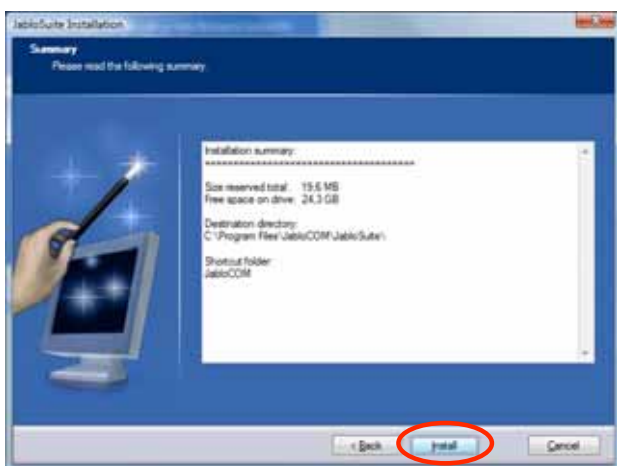 JabloSuite Installation
Summary
Please read the following summary.
Installation summary:
========================================
Size reserved total: 19,6 MB
Free space on drive: 24,3 GB
Destination directory:
C:\Program Files\JabloCOM\JabloSuite\
Shortcut folder:
JabloCOM
< Back
Install
Cancel